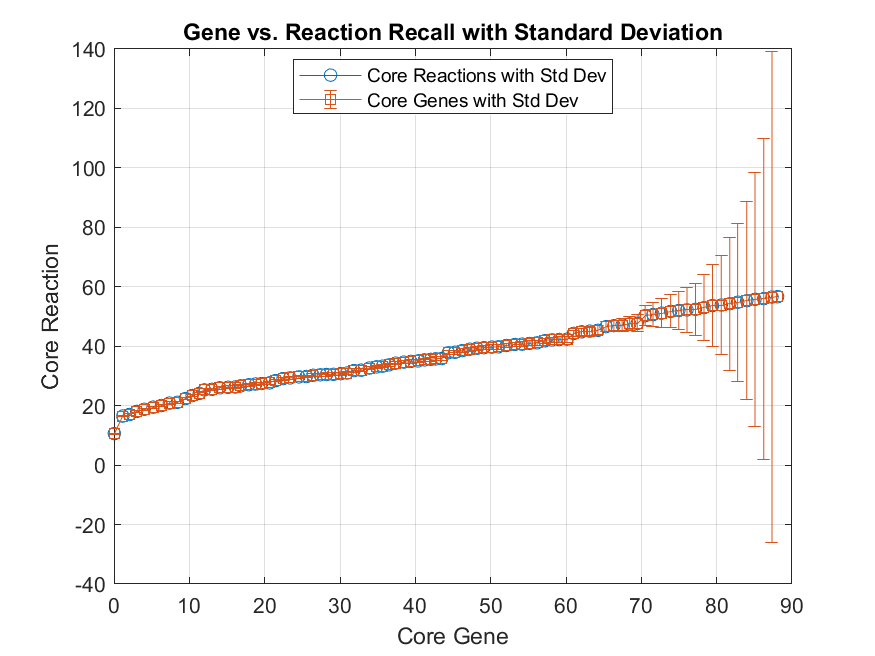 Gene vs. Reaction Recall with Standard Deviation
Core Reactions with Std Dev
Core Genes with Std Dev
140
120
100
80
60
40
20
0
-20
-40
Core Reaction
0 10 20 30 40 50 60 70 80 90
Core Gene